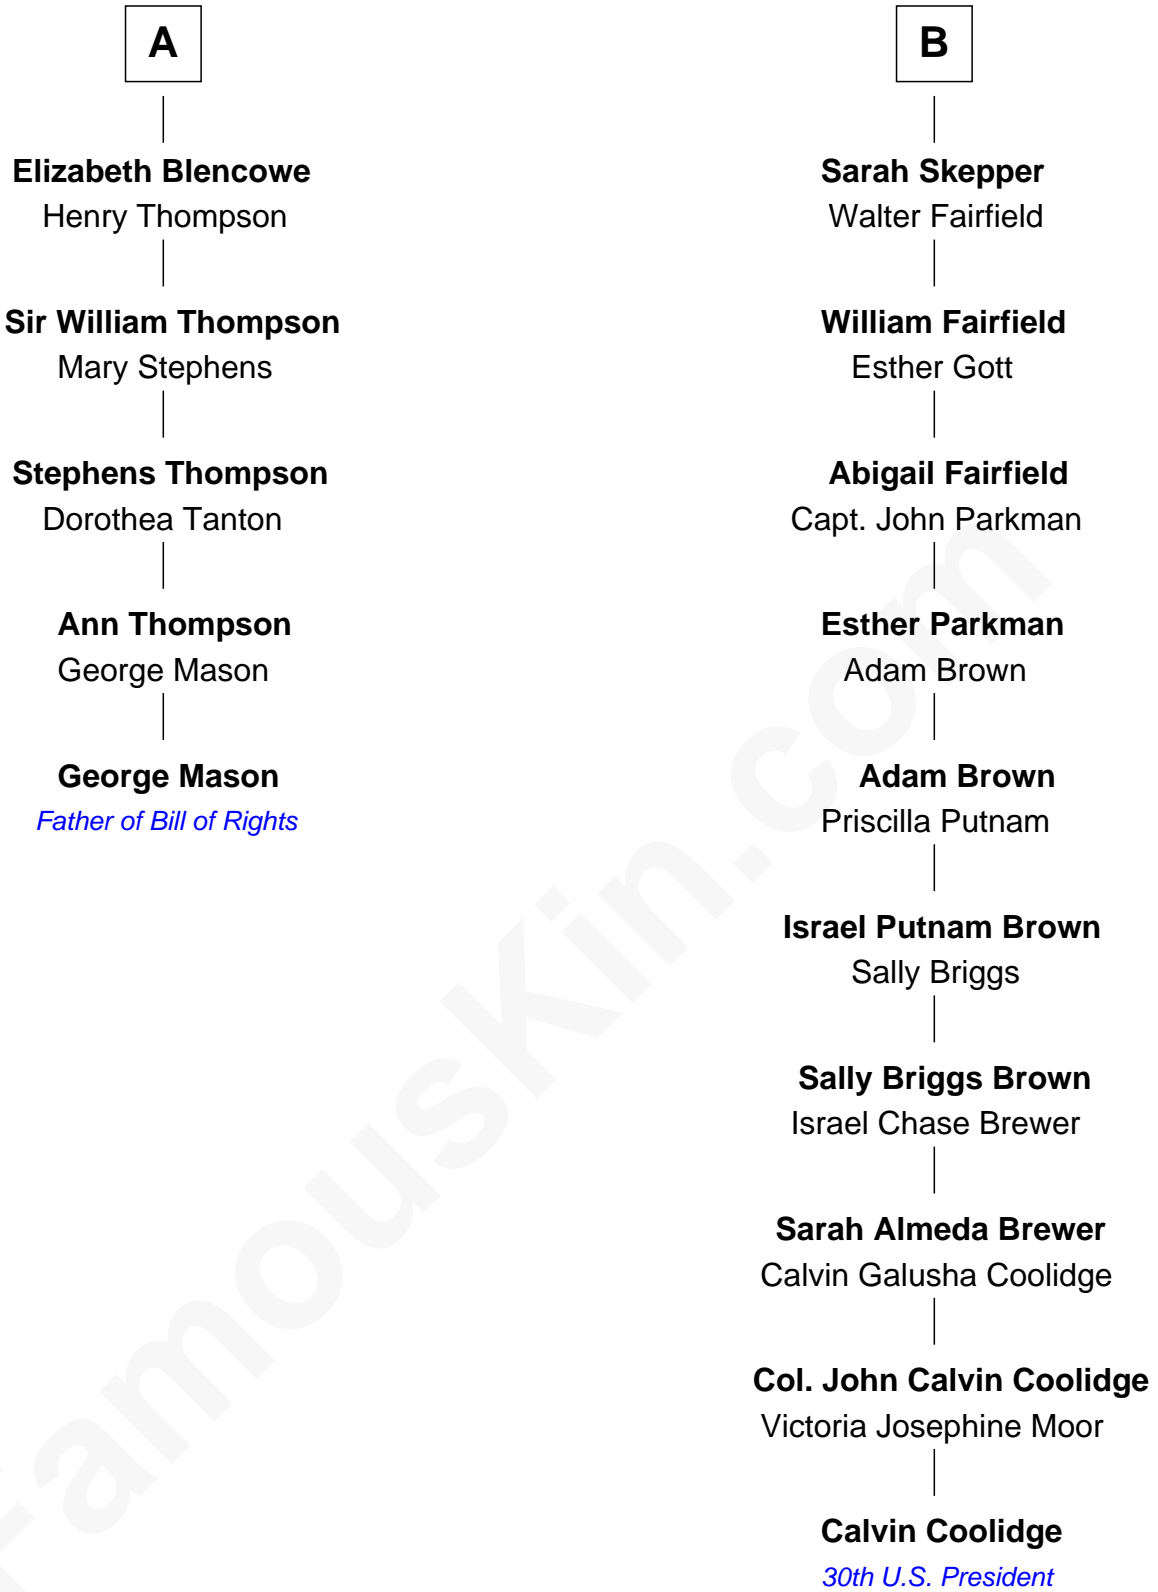 A
Elizabeth Blencowe
Henry Thompson
Sir William Thompson
Mary Stephens
Stephens Thompson
Dorothea Tanton
Ann Thompson
George Mason
George Mason
Father of Bill of Rights
B
Sarah Skepper
Walter Fairfield
William Fairfield
Esther Gott
Abigail Fairfield
Capt. John Parkman
Esther Parkman
Adam Brown
Adam Brown
Priscilla Putnam
Israel Putnam Brown
Sally Briggs
Sally Briggs Brown
Israel Chase Brewer
Sarah Almeda Brewer
Calvin Galusha Coolidge
Col. John Calvin Coolidge
Victoria Josephine Moor
Calvin Coolidge
30th U.S. President
FamousKin.com